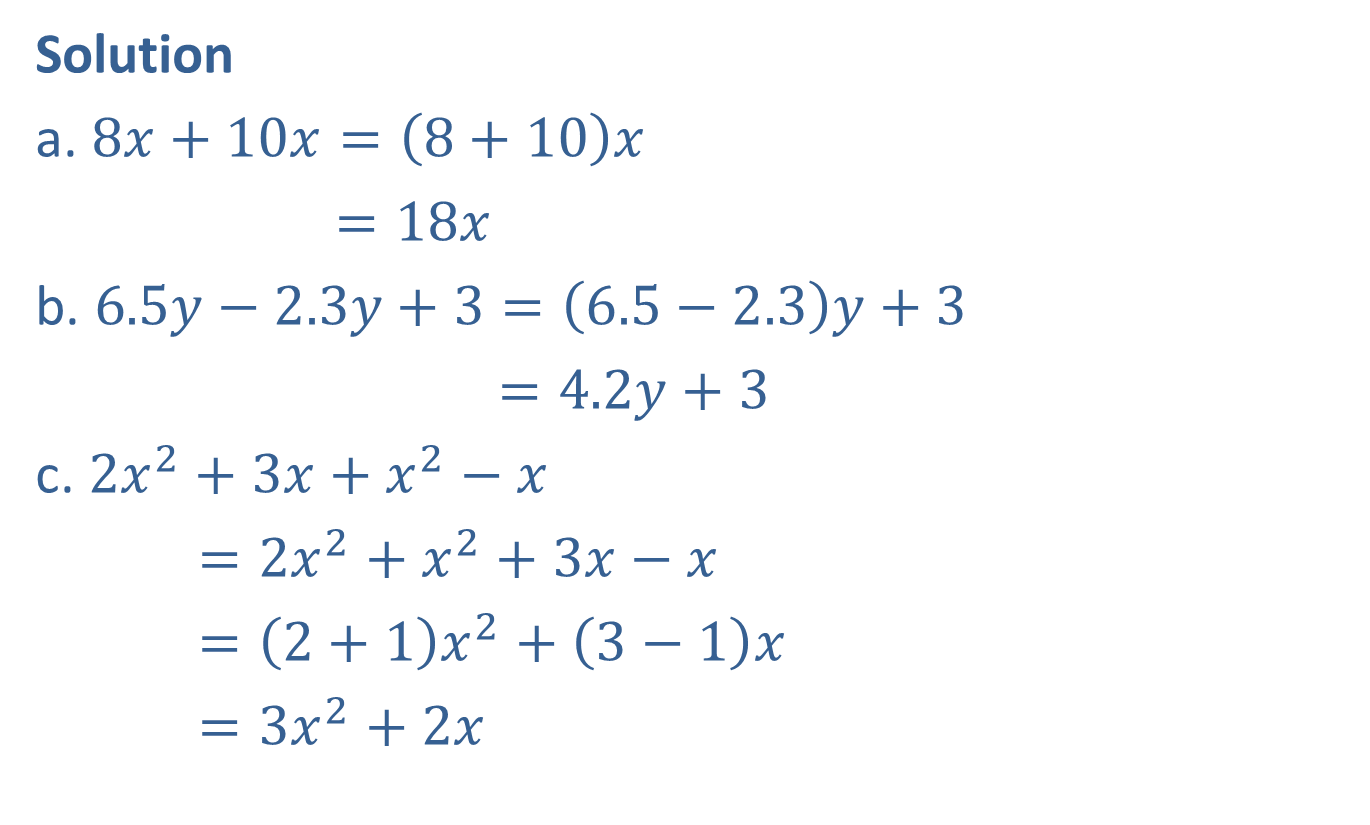 Solution
a. 8x + 10x = (8 + 10)x
= 18x
b. 6.5y − 2.3y + 3 = (6.5 − 2.3)y + 3
= 4.2y + 3
c. 2x² + 3x + x² − x
= 2x² + x² + 3x − x
= (2 + 1)x² + (3 − 1)x
= 3x² + 2x